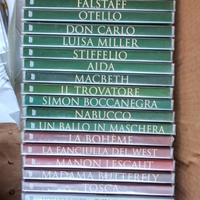 FALSTAFF
OTELLO
DON CARLO
LUISA MILLER
STIFFELIO
AIDA
MACBETH
IL TROVATORE
SIMON BOCCANEGRA
NABUCCO
UN BALLO IN MASCHERA
LA BOHÈME
LA FANCIULLA DEL WEST
MANON LESCAUT
MADAMA BUTTERFLY
TOSCA